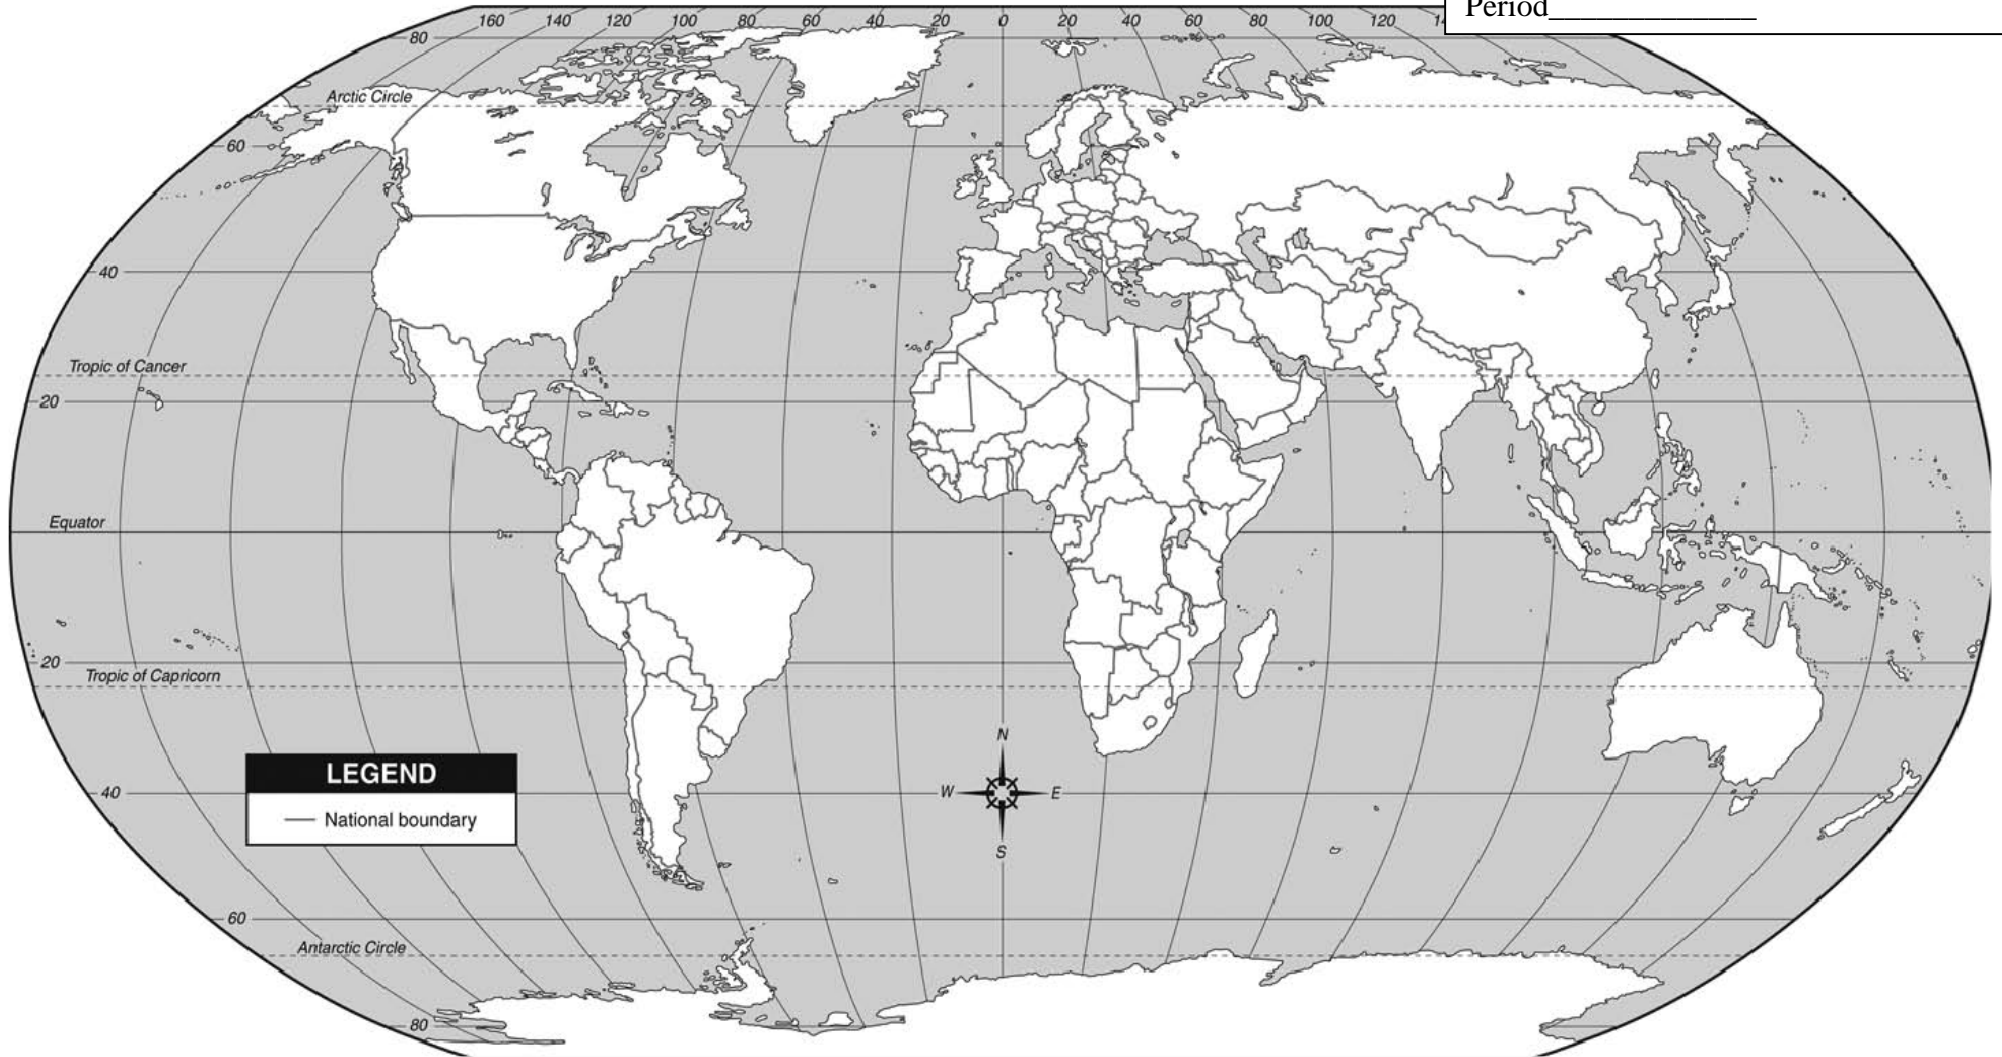 Period_______________
160 140 120 100 80 60 40 20 0 20 40 60 80 100 120
80
Arctic Circle
60
40
Tropic of Cancer
20
Equator
20
Tropic of Capricorn
N
LEGEND
40
W E
National boundary
S
60
Antarctic Circle
80